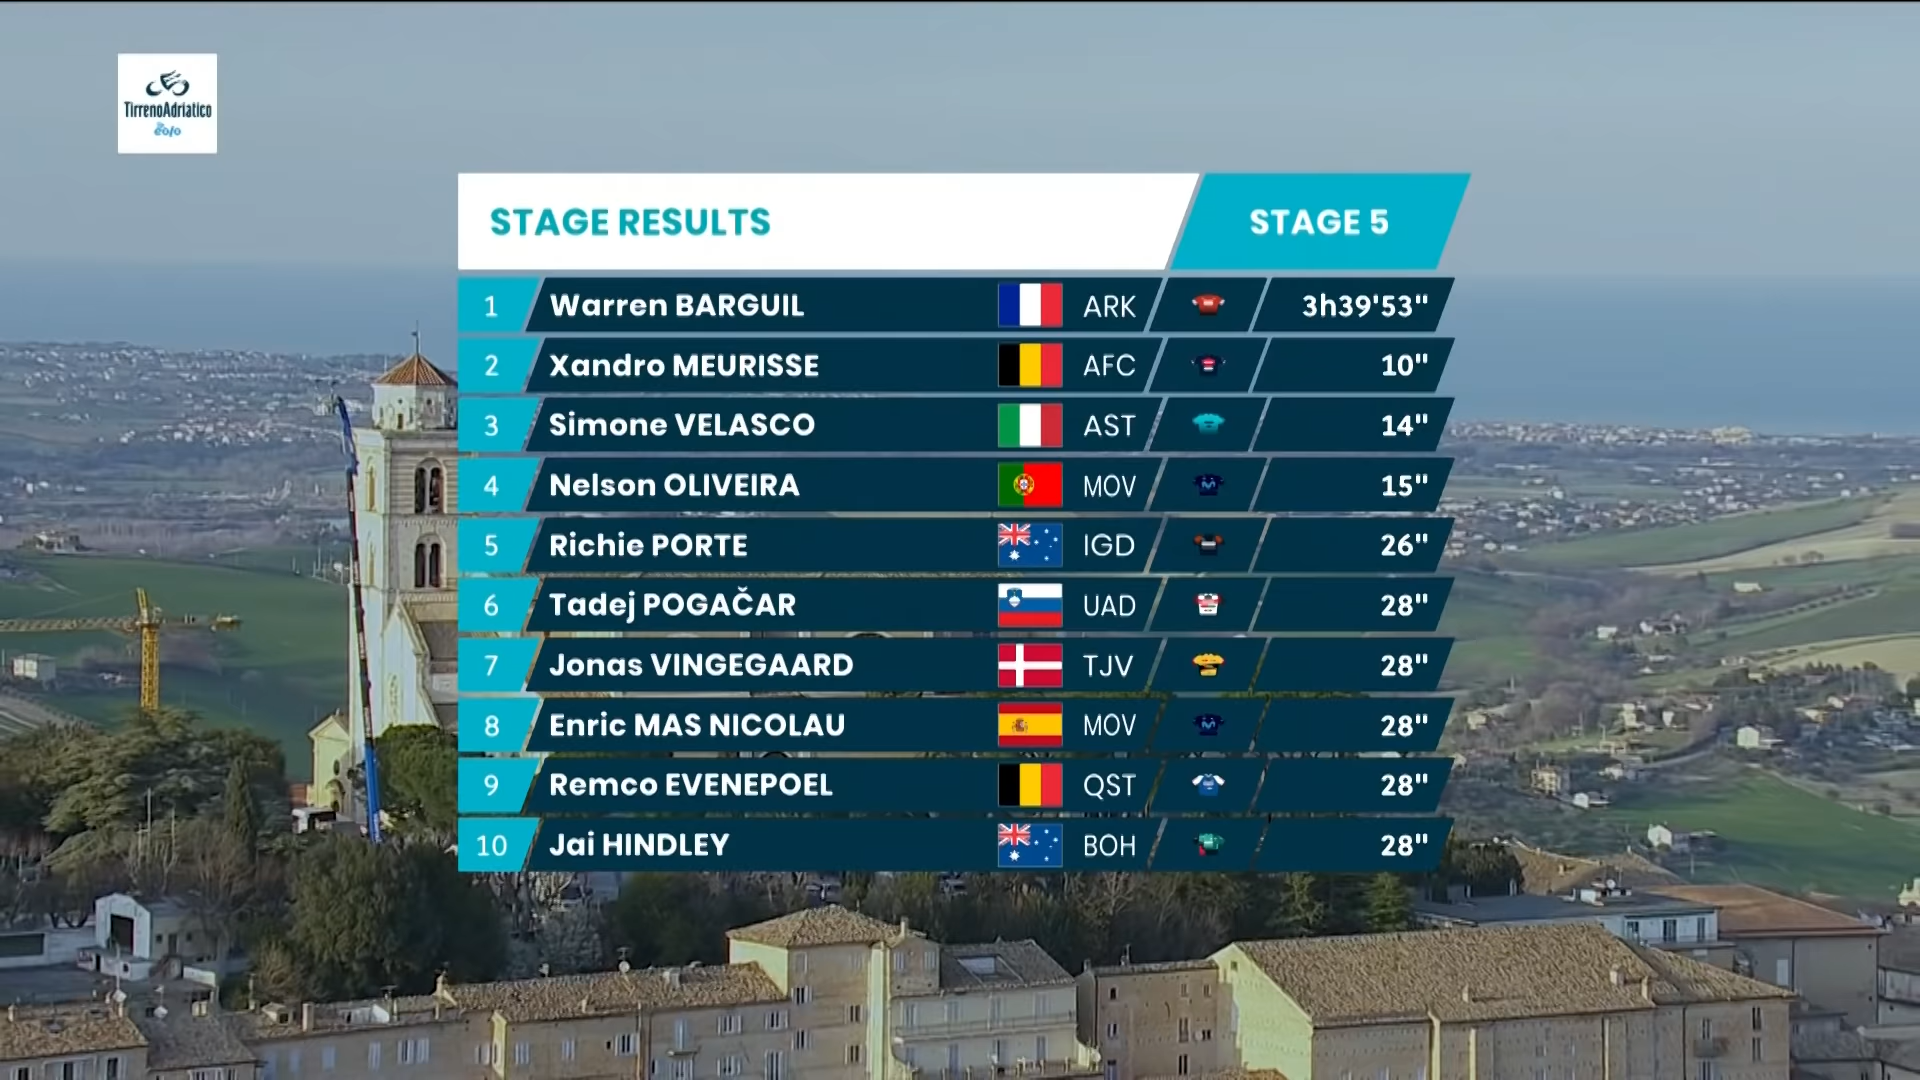 TirrenoAdriatico
eolo
STAGE RESULTS STAGE 5
1 Warren BARGUIL ARK 3h39'53"
2 Xandro MEURISSE AFC 10"
3 Simone VELASCO AST 14"
4 Nelson OLIVEIRA MOV 15"
5 Richie PORTE IGD 26"
6 Tadej POGAČAR UAD 28"
7 Jonas VINGEGAARD TJV 28"
8 Enric MAS NICOLAU MOV 28"
9 Remco EVENEPOEL QST 28"
10 Jai HINDLEY BOH 28"